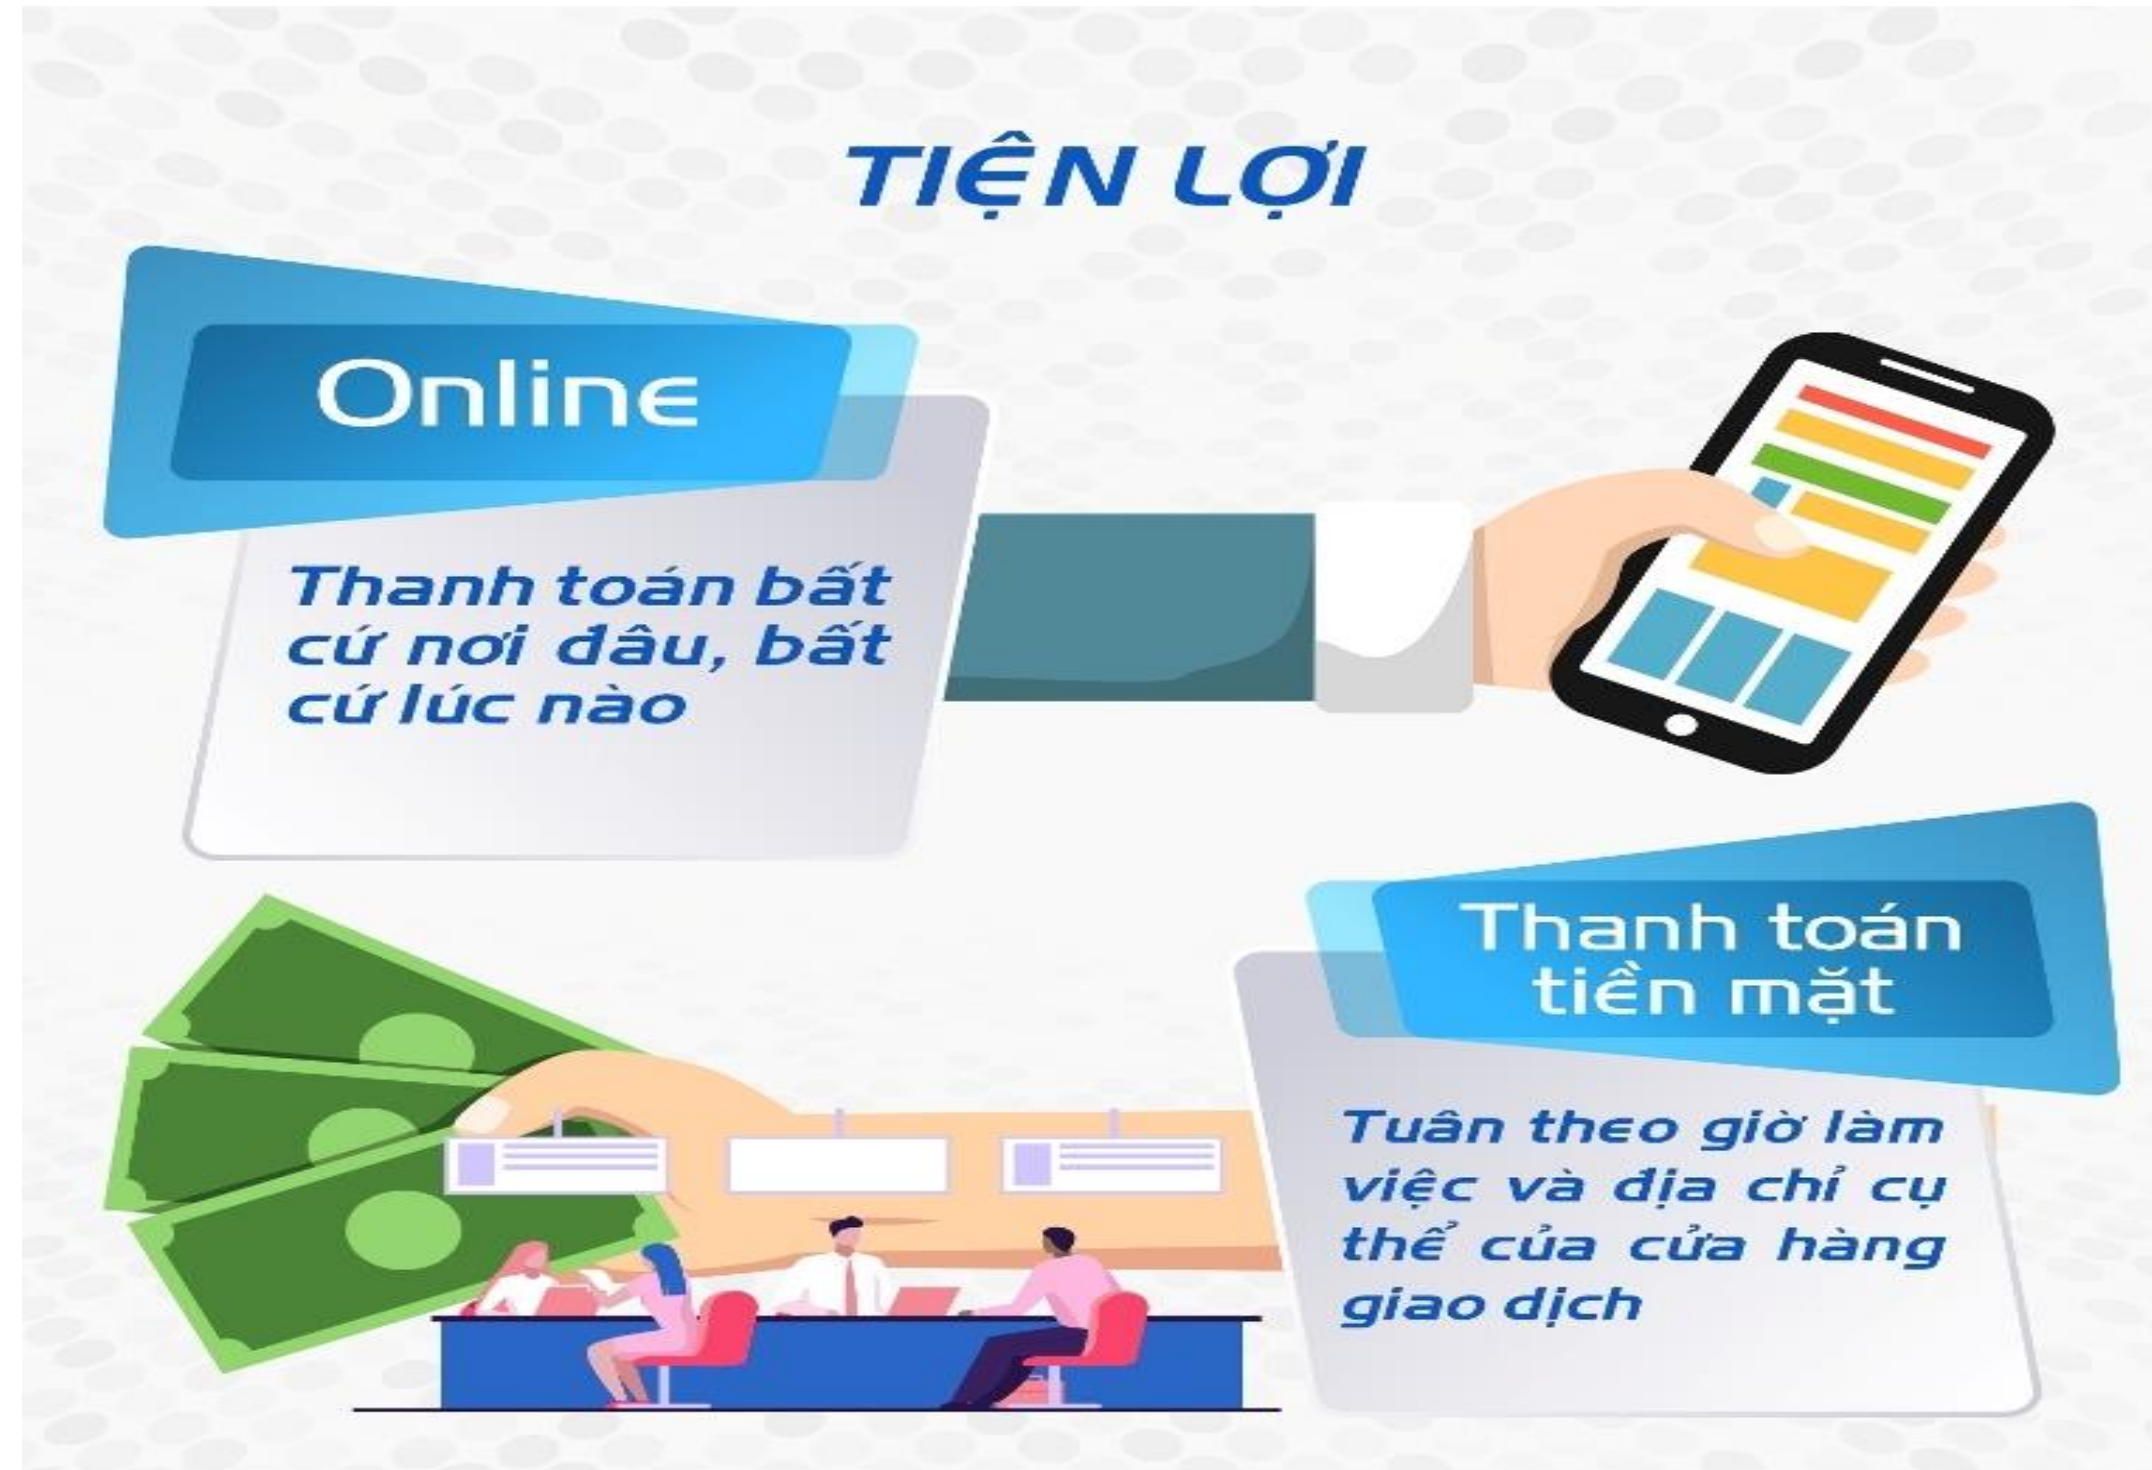 TIỆN LỢI
Online
Thanh toán bất
cứ nơi đâu, bất
cứ lúc nào
Thanh toán
tiền mặt
Tuân theo giờ làm
việc và địa chỉ cụ
thể của cửa hàng
giao dịch